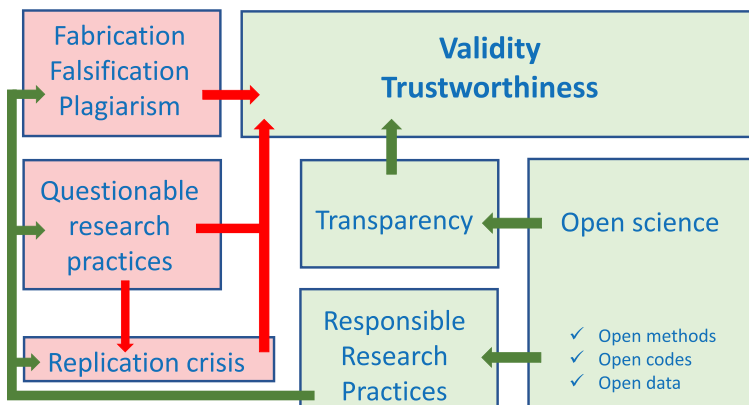 Fabrication
Falsification
Plagiarism
Validity
Trustworthiness
Questionable
research
practices
Transparency
Open science
Replication crisis
Responsible
Research
Practices
✓ Open methods
✓ Open codes
✓ Open data